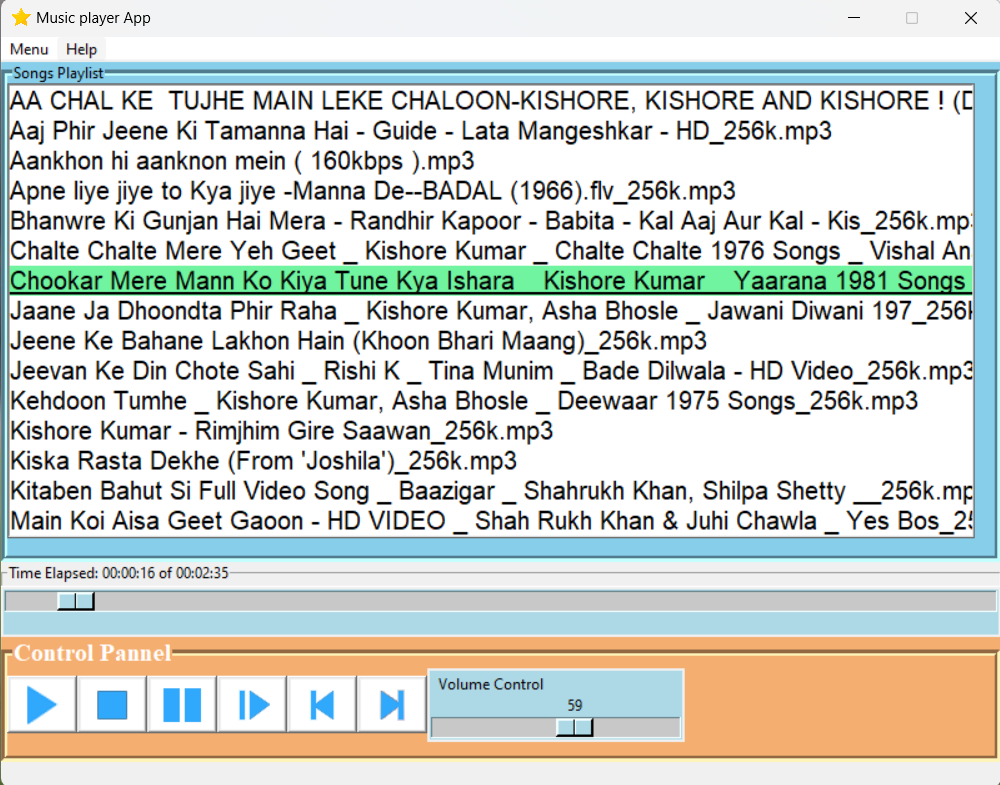 Music player App
Menu Help
Songs Playlist
AA CHAL KE  TUJHE MAIN LEKE CHALOON-KISHORE, KISHORE AND KISHORE ! (D
Aaj Phir Jeene Ki Tamanna Hai - Guide - Lata Mangeshkar - HD_256k.mp3
Aankhon hi aanknon mein ( 160kbps ).mp3
Apne liye jiye to Kya jiye -Manna De--BADAL (1966).flv_256k.mp3
Bhanwre Ki Gunjan Hai Mera - Randhir Kapoor - Babita - Kal Aaj Aur Kal - Kis_256k.mp
Chalte Chalte Mere Yeh Geet _ Kishore Kumar _ Chalte Chalte 1976 Songs _ Vishal An
Chookar Mere Mann Ko Kiya Tune Kya Ishara _ Kishore Kumar _ Yaarana 1981 Songs
Jaane Ja Dhoondta Phir Raha _ Kishore Kumar, Asha Bhosle _ Jawani Diwani 197_256k
Jeene Ke Bahane Lakhon Hain (Khoon Bhari Maang)_256k.mp3
Jeevan Ke Din Chote Sahi _ Rishi K _ Tina Munim _ Bade Dilwala - HD Video_256k.mp3
Kehdoon Tumhe _ Kishore Kumar, Asha Bhosle _ Deewaar 1975 Songs_256k.mp3
Kishore Kumar - Rimjhim Gire Saawan_256k.mp3
Kiska Rasta Dekhe (From 'Joshila')_256k.mp3
Kitaben Bahut Si Full Video Song _ Baazigar _ Shahrukh Khan, Shilpa Shetty __256k.mp
Main Koi Aisa Geet Gaoon - HD VIDEO _ Shah Rukh Khan & Juhi Chawla _ Yes Bos_25
Time Elapsed: 00:00:16 of 00:02:35
Control Pannel
Volume Control
59